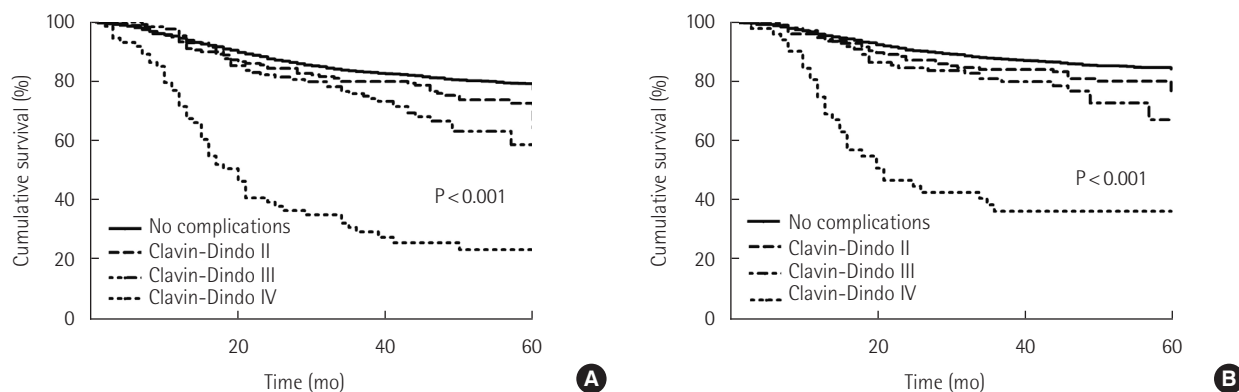 100
80
60
40
20
0
Cumulative survival (%)
P<0.001
No complications
Clavin-Dindo II
Clavin-Dindo III
Clavin-Dindo IV
20
40
60
Time (mo)
A
100
80
60
40
20
0
Cumulative survival (%)
P<0.001
No complications
Clavin-Dindo II
Clavin-Dindo III
Clavin-Dindo IV
20
40
60
Time (mo)
B